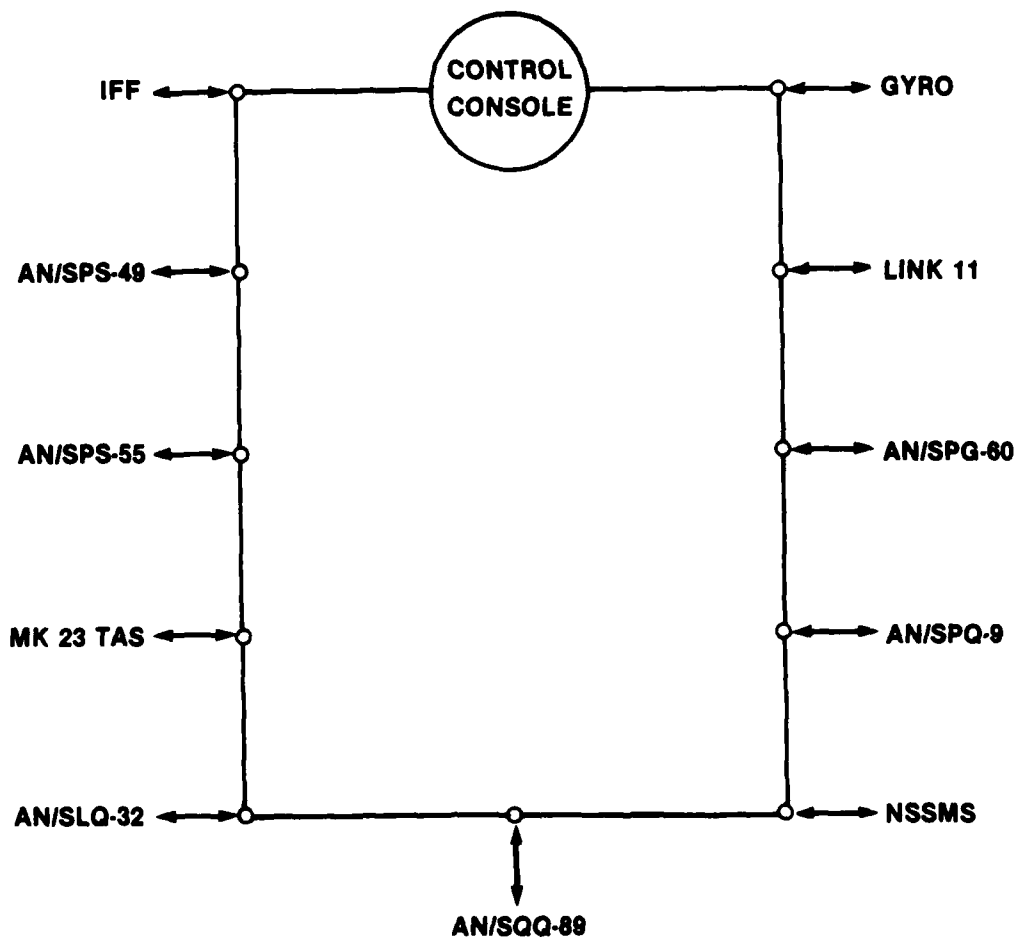 CONTROL
CONSOLE
IFF
GYRO
AN/SPS-49
LINK 11
AN/SPS-55
AN/SPG-60
MK 23 TAS
AN/SPQ-9
AN/SLQ-32
NSSMS
AN/SQQ-89